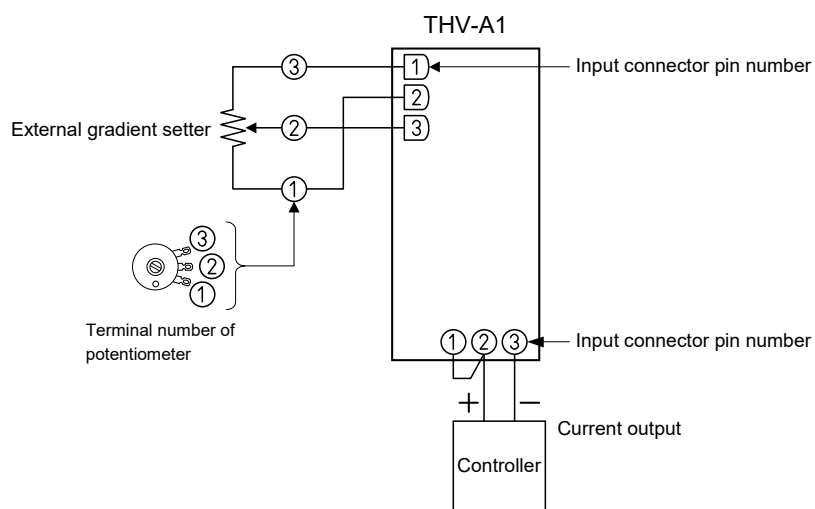 THV-A1
③ 1 Input connector pin number
2
External gradient setter ② 3
①
③
②
①
Terminal number of
potentiometer
① ② ③ Input connector pin number
+ −
Current output
Controller